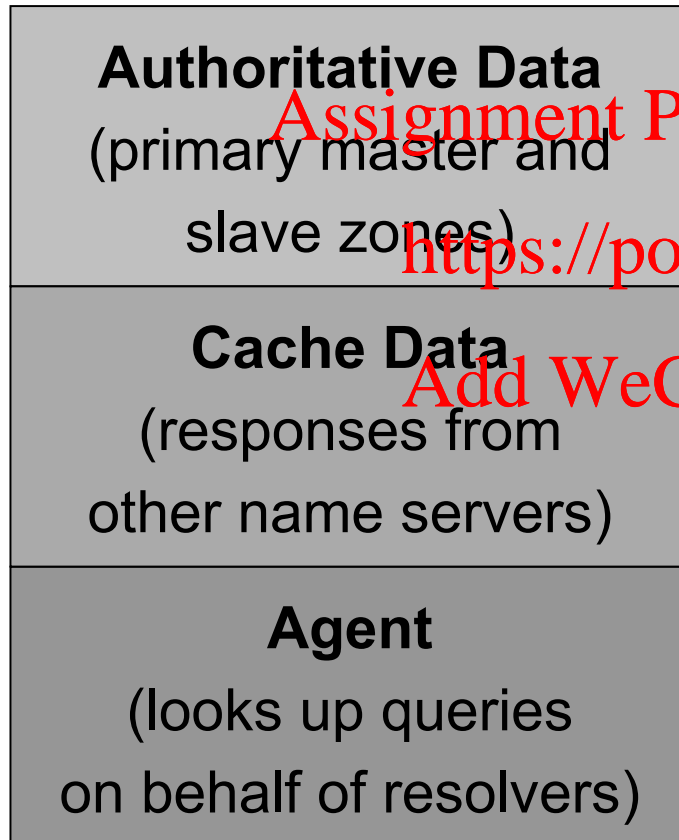 Authoritative Data
Assignment P
(primary master and
slave zones)
https://po
Cache Data
Add WeC
(responses from
other name servers)
Agent
(looks up queries
on behalf of resolvers)